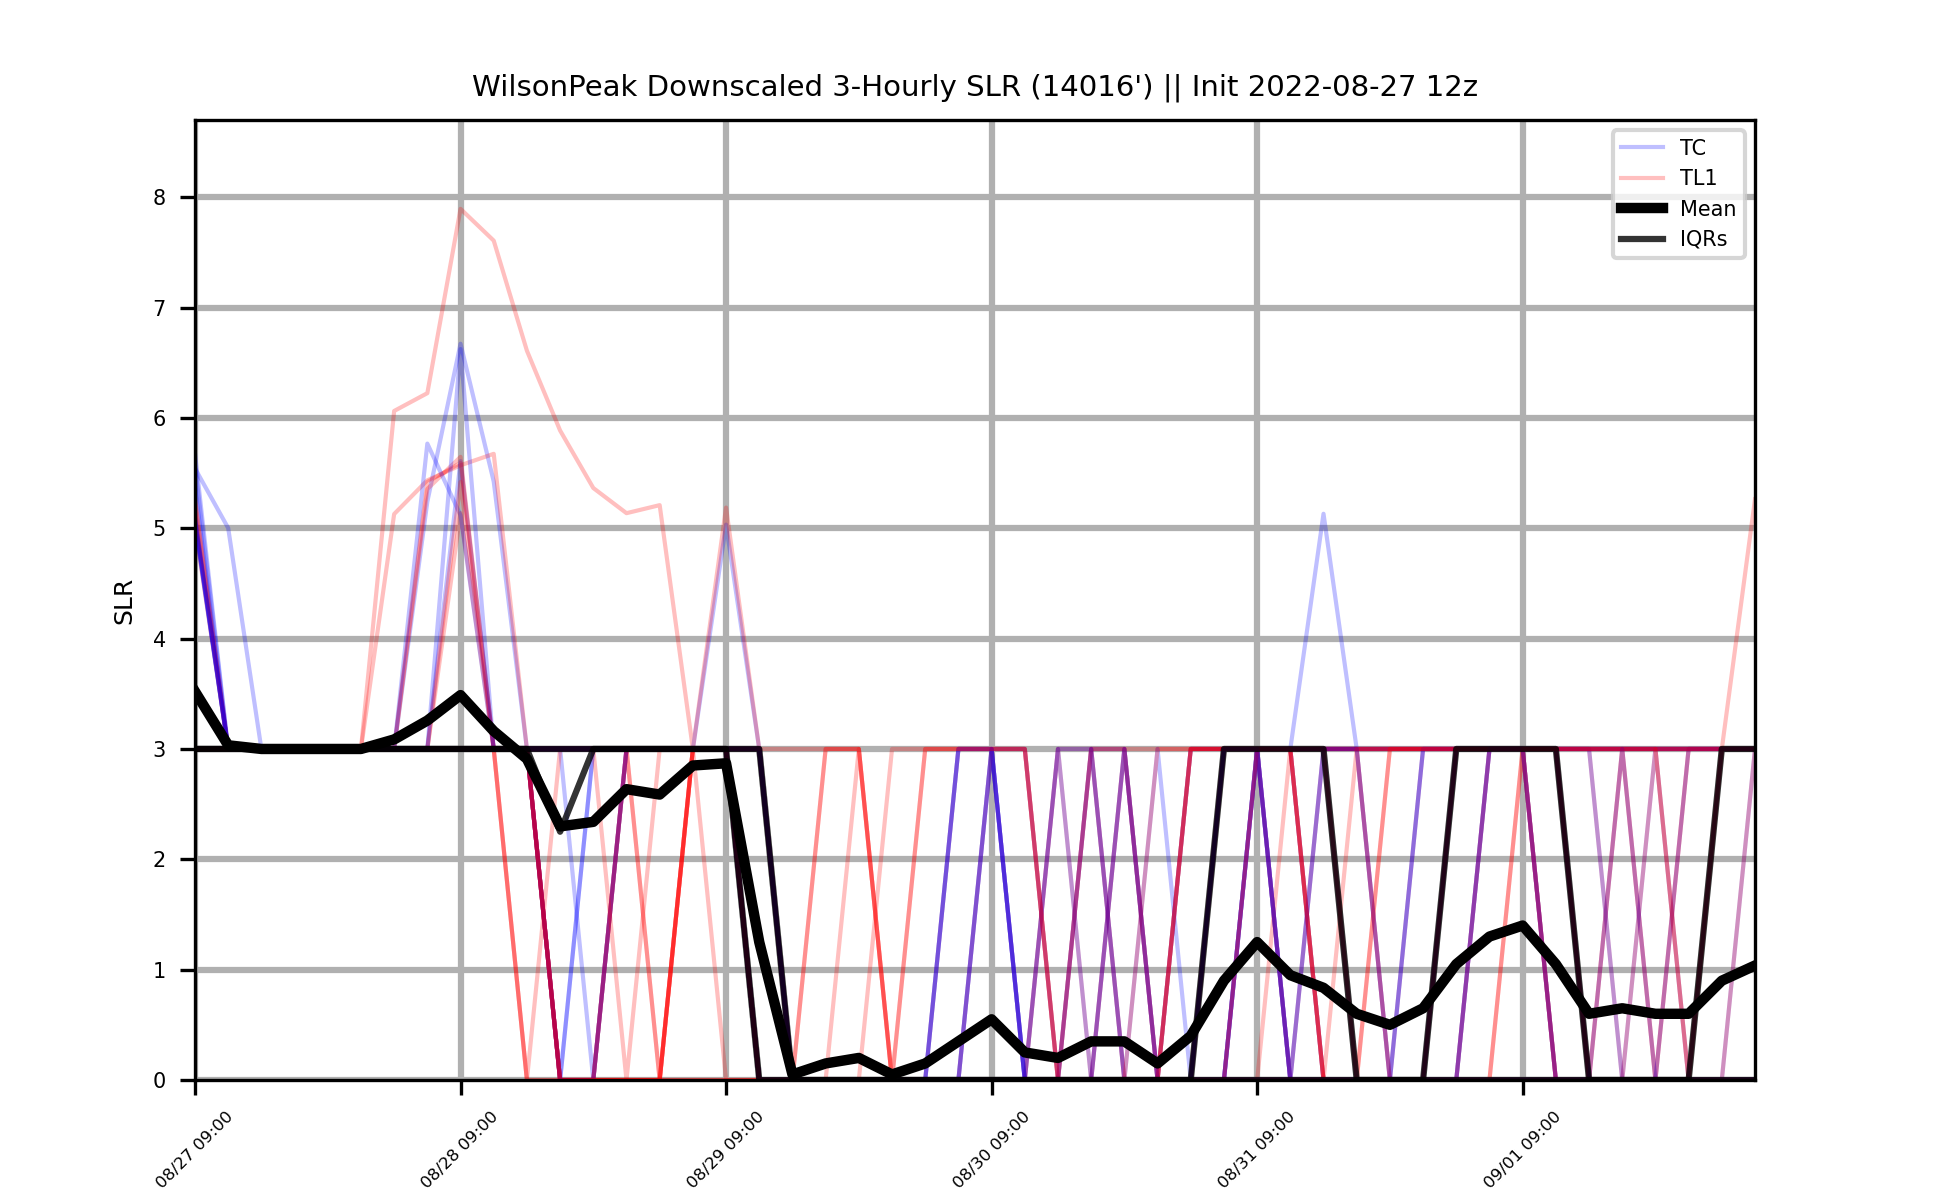 WilsonPeak Downscaled 3-Hourly SLR (14016') || Init 2022-08-27 12z
TC
TL1
Mean
IQRs
SLR
8
7
6
5
4
3
2
1
0
08/27 09:00
08/28 09:00
08/29 09:00
08/30 09:00
08/31 09:00
09/01 09:00